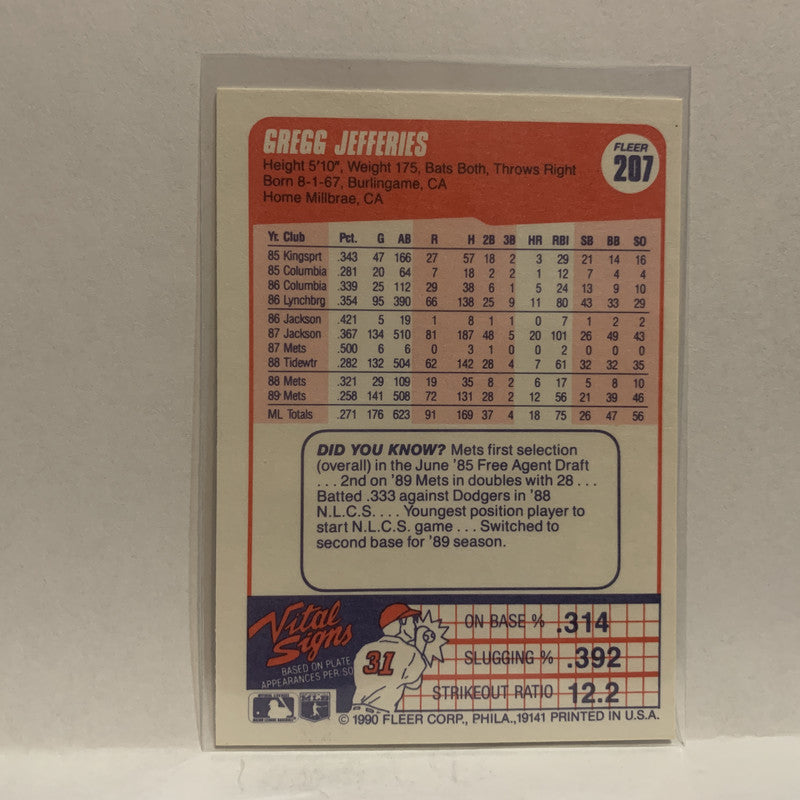 GREGG JEFFERIES
FLEER
207
Height 5'10", Weight 175, Bats Both, Throws Right
Born 8-1-67, Burlingame, CA
Home Millbrae, CA
Yr. Club Pct. G AB R H 2B 3B HR RBI SB BB SO
85 Kingsprt .343 47 166 27 57 18 2 3 29 21 14 16
85 Columbia .281 20 64 7 18 2 2 1 12 7 4 4
86 Columbia .339 25 112 29 38 6 1 5 24 13 9 10
86 Lynchbrg .354 95 390 66 138 25 9 11 80 43 33 29
86 Jackson .421 5 19 1 8 1 1 0 7 1 2 2
87 Jackson .367 134 510 81 187 48 5 20 101 26 49 43
87 Mets .500 6 6 0 3 1 0 0 2 0 0 0
88 Tidewtr .282 132 504 62 142 28 4 7 61 32 32 35
88 Mets .321 29 109 19 35 8 2 6 17 5 8 10
89 Mets .258 141 508 72 131 28 2 12 56 21 39 46
ML Totals .271 176 623 91 169 37 4 18 75 26 47 56
DID YOU KNOW? Mets first selection
(overall) in the June '85 Free Agent Draft
. . . 2nd on '89 Mets in doubles with 28 . . .
Batted .333 against Dodgers in '88
N.L.C.S. . . . Youngest position player to
start N.L.C.S. game . . . Switched to
second base for '89 season.
Vital Signs
BASED ON PLATE
APPEARANCES PER SO
31
ON BASE % .314
SLUGGING % .392
STRIKEOUT RATIO 12.2
© 1990 FLEER CORP., PHILA., 19141 PRINTED IN U.S.A.